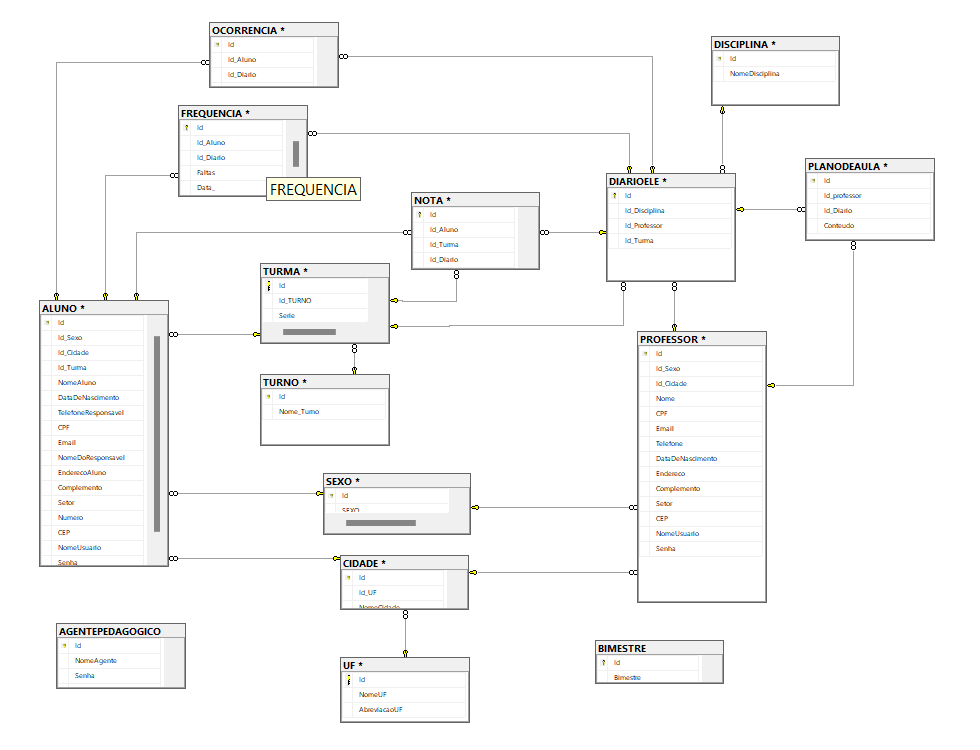 OCORRENCIA *
Id
Id_Aluno
Id_Diario
DISCIPLINA *
Id
NomeDisciplina
FREQUENCIA *
Id
Id_Aluno
Id_Diario
Faltas
Data_
FREQUENCIA
PLANODEAULA *
Id
Id_professor
Id_Diario
Conteudo
DIARIOELE *
Id
Id_Disciplina
Id_Professor
Id_Turma
NOTA *
Id
Id_Aluno
Id_Turma
Id_Diario
TURMA *
Id
Id_TURNO
Serie
ALUNO *
Id
Id_Sexo
Id_Cidade
Id_Turma
NomeAluno
DataDeNascimento
TelefoneResponsavel
CPF
Email
NomeDoResponsavel
EnderecoAluno
Complemento
Setor
Numero
CEP
NomeUsuario
Senha
PROFESSOR *
Id
Id_Sexo
Id_Cidade
Nome
CPF
Email
Telefone
DataDeNascimento
Endereco
Complemento
Setor
CEP
NomeUsuario
Senha
TURNO *
Id
Nome_Turno
SEXO *
Id
SEXO
CIDADE *
Id
Id_UF
NomeCidade
AGENTEPEDAGOGICO
Id
NomeAgente
Senha
BIMESTRE
Id
Bimestre
UF *
Id
NomeUF
AbreviacaoUF